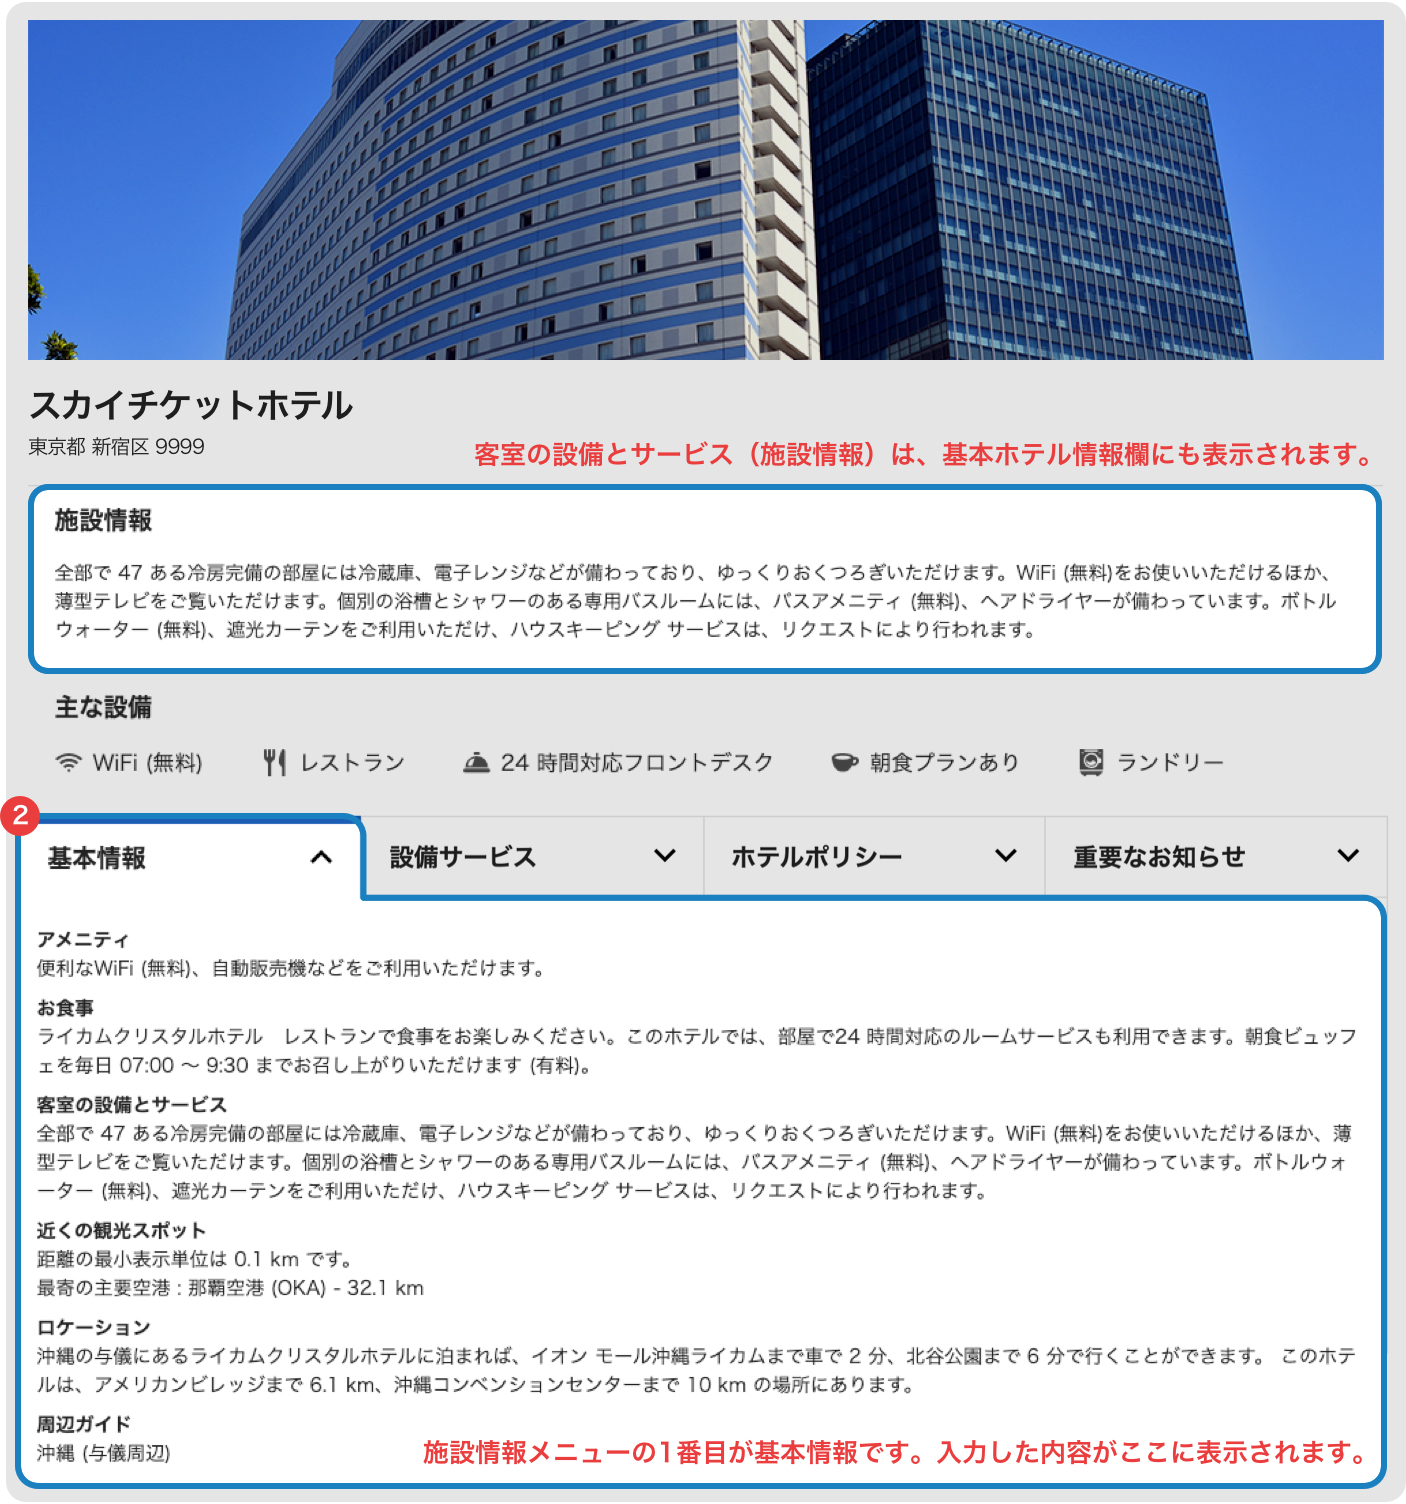 スカイチケットホテル
東京都 新宿区 9999
客室の設備とサービス（施設情報）は、基本ホテル情報欄にも表示されます。
施設情報
全部で 47 ある冷房完備の部屋には冷蔵庫、電子レンジなどが備わっており、ゆっくりおくつろぎいただけます。WiFi (無料)をお使いいただけるほか、
薄型テレビをご覧いただけます。個別の浴槽とシャワーのある専用バスルームには、バスアメニティ (無料)、ヘアドライヤーが備わっています。ボトル
ウォーター (無料)、遮光カーテンをご利用いただけ、ハウスキーピング サービスは、リクエストにより行われます。
主な設備
WiFi (無料) レストラン 24 時間対応フロントデスク 朝食プランあり ランドリー
2
基本情報 設備サービス ホテルポリシー 重要なお知らせ
アメニティ
便利なWiFi (無料)、自動販売機などをご利用いただけます。
お食事
ライカムクリスタルホテル　レストランで食事をお楽しみください。このホテルでは、部屋で24 時間対応のルームサービスも利用できます。朝食ビュッフ
ェを毎日 07:00 〜 9:30 までお召し上がりいただけます (有料)。
客室の設備とサービス
全部で 47 ある冷房完備の部屋には冷蔵庫、電子レンジなどが備わっており、ゆっくりおくつろぎいただけます。WiFi (無料)をお使いいただけるほか、薄
型テレビをご覧いただけます。個別の浴槽とシャワーのある専用バスルームには、バスアメニティ (無料)、ヘアドライヤーが備わっています。ボトルウォ
ーター (無料)、遮光カーテンをご利用いただけ、ハウスキーピング サービスは、リクエストにより行われます。
近くの観光スポット
距離の最小表示単位は 0.1 km です。
最寄の主要空港 : 那覇空港 (OKA) - 32.1 km
ロケーション
沖縄の与儀にあるライカムクリスタルホテルに泊まれば、イオン モール沖縄ライカムまで車で 2 分、北谷公園まで 6 分で行くことができます。 このホテ
ルは、アメリカンビレッジまで 6.1 km、沖縄コンベンションセンターまで 10 km の場所にあります。
周辺ガイド
沖縄 (与儀周辺)
施設情報メニューの1番目が基本情報です。入力した内容がここに表示されます。